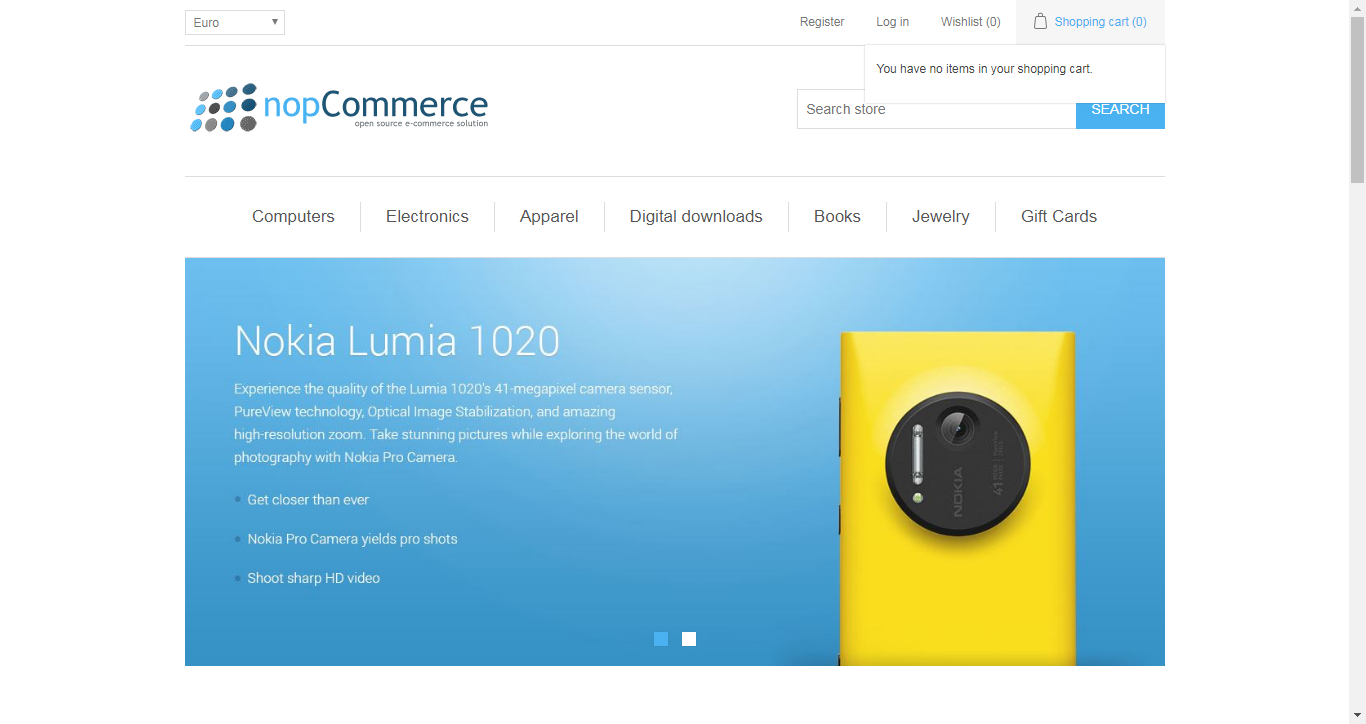 Euro
Register
Log in
Wishlist (0)
Shopping cart (0)
You have no items in your shopping cart.
nopCommerce
open source e-commerce solution
Search store
SEARCH
Computers
Electronics
Apparel
Digital downloads
Books
Jewelry
Gift Cards
Nokia Lumia 1020
Experience the quality of the Lumia 1020's 41-megapixel camera sensor,
PureView technology, Optical Image Stabilization, and amazing
high-resolution zoom. Take stunning pictures while exploring the world of
photography with Nokia Pro Camera.
Get closer than ever
Nokia Pro Camera yields pro shots
Shoot sharp HD video
NOKIA
41